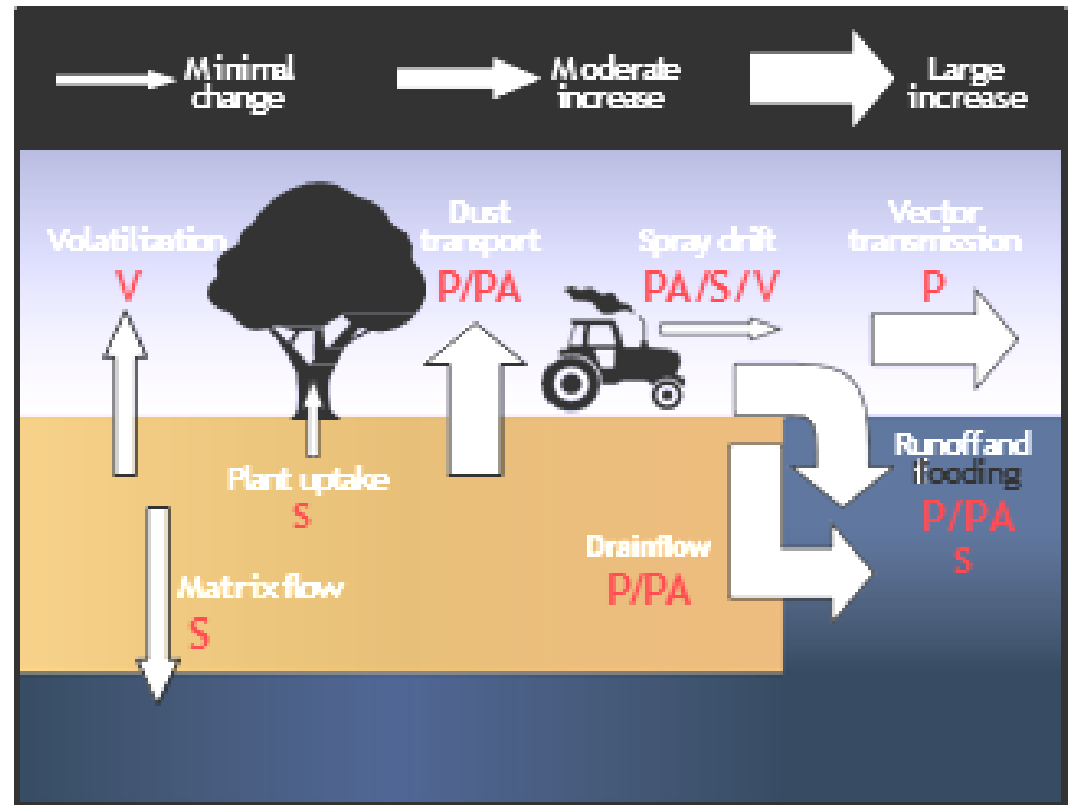 Minimal
change
Moderate
increase
Large
increase
Volatilization
V
Dust
transport
P/PA
Spray drift
PA/S/V
Vector
transmission
P
Plant uptake
S
Matrix flow
S
Drainflow
P/PA
Runoff and
flooding
P/PA
S